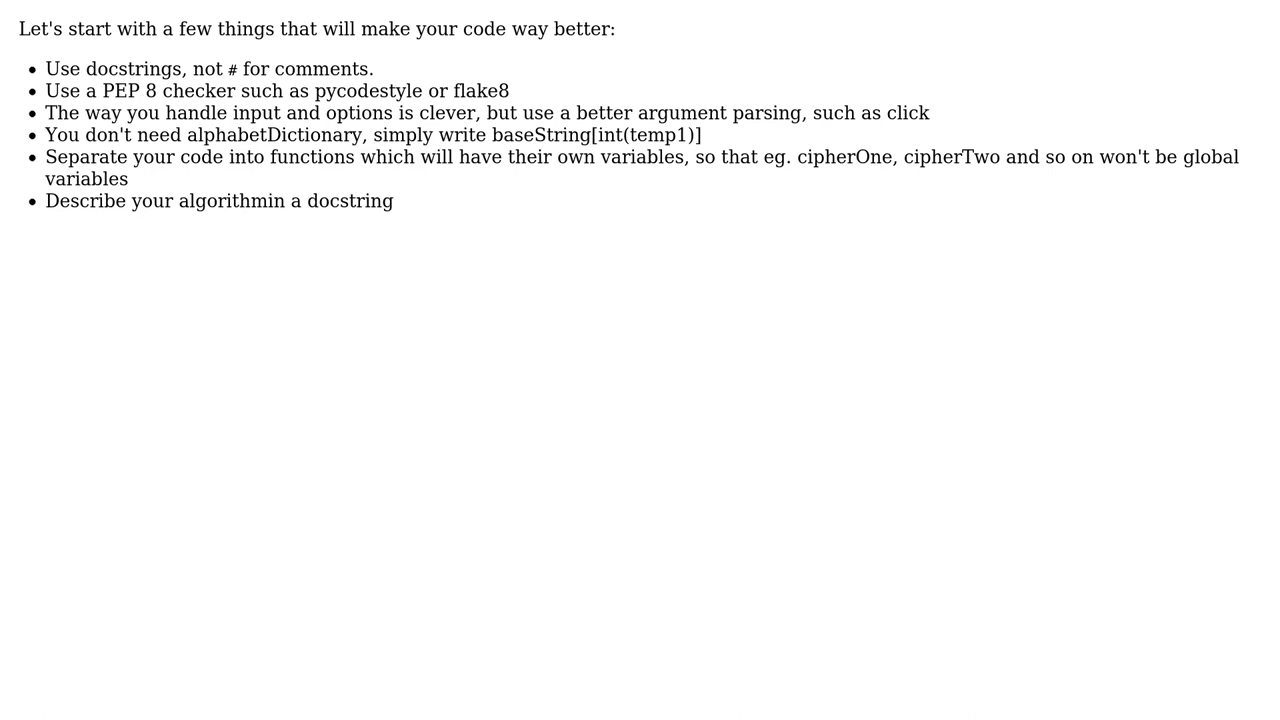 Let's start with a few things that will make your code way better:
• Use docstrings, not # for comments.
• Use a PEP 8 checker such as pycodestyle or flake8
• The way you handle input and options is clever, but use a better argument parsing, such as click
• You don't need alphabetDictionary, simply write baseString[int(temp1)]
• Separate your code into functions which will have their own variables, so that eg. cipherOne, cipherTwo and so on won't be global
variables
• Describe your algorithmin a docstring